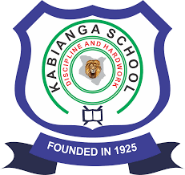 KABIANGA SCHOOL
DISCIPLINE AND HARDWORK
FOUNDED IN 1925